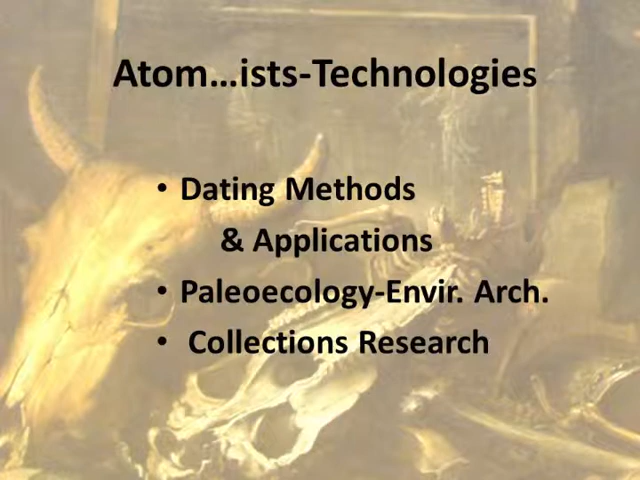 Atom…ists-Technologies
• Dating Methods
& Applications
• Paleoecology-Envir. Arch.
• Collections Research